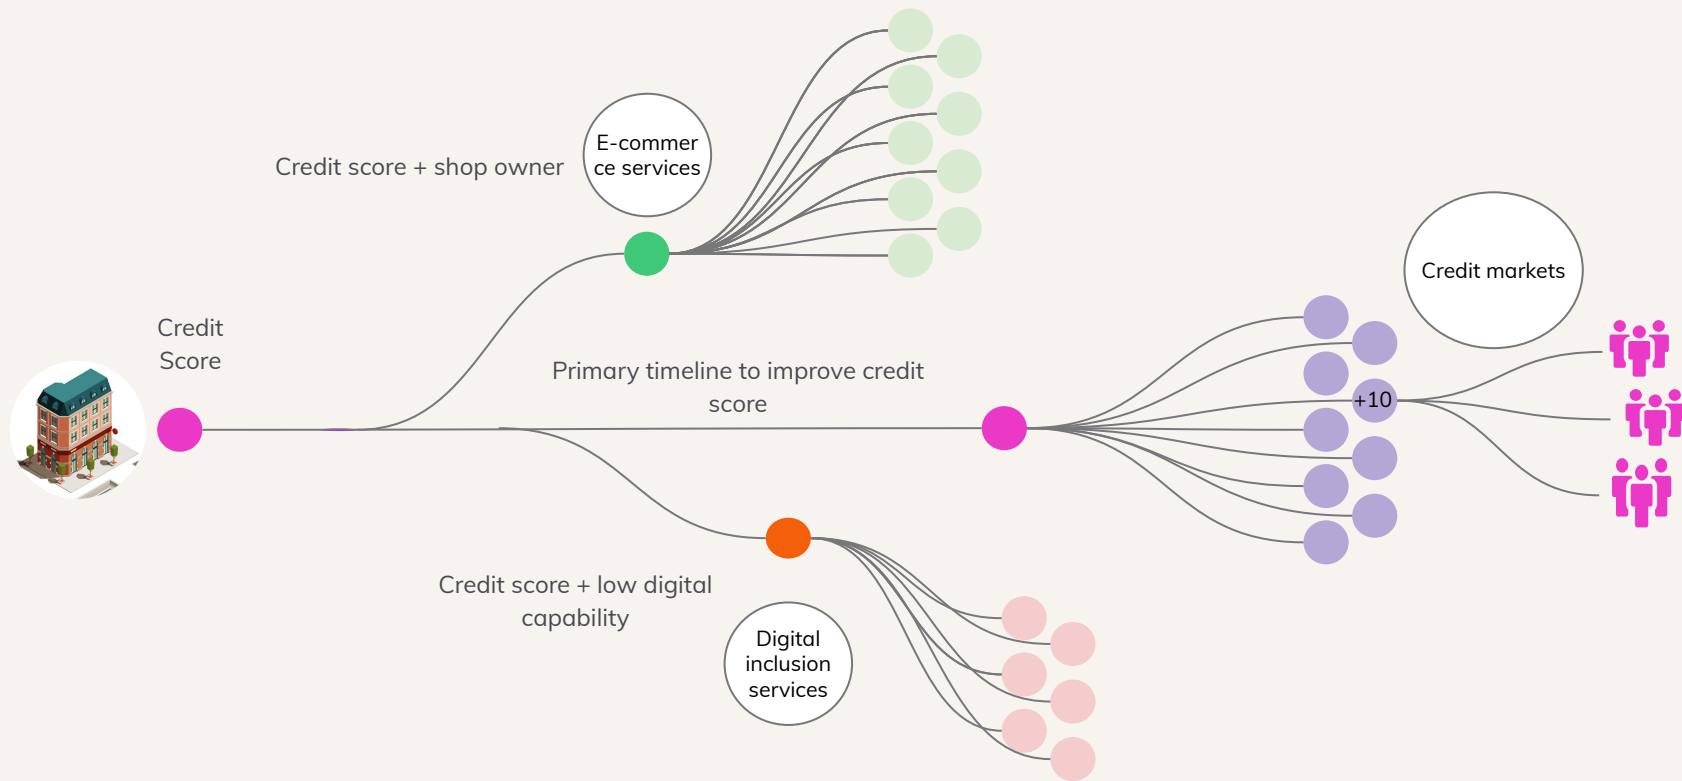 E-commer
ce services
Credit score + shop owner
Credit markets
Credit
Score
Primary timeline to improve credit
score
+10
Credit score + low digital
capability
Digital
inclusion
services